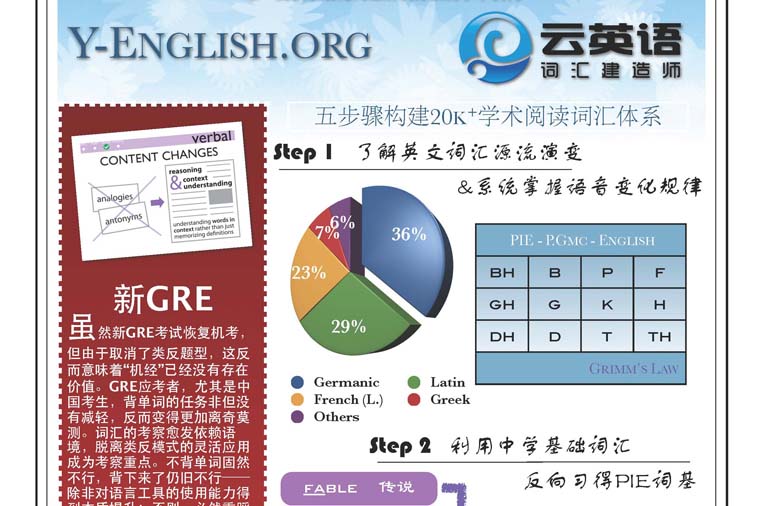 Y-ENGLISH.ORG
云英语
词汇建造师
五步骤构建20K+学术阅读词汇体系
verbal
CONTENT CHANGES
analogies
antonyms
reasoning
& context
understanding
understanding words in
context rather than just
memorizing definitions
新GRE
虽然新GRE考试恢复机考，
但由于取消了类反题型，这反
而意味着“机经”已经没有存在
价值。GRE应考者，尤其是中
国考生，背单词的任务非但没
有减轻，反而变得更加离奇莫
测。词汇的考察愈发依赖语
境，脱离类反模式的灵活应用
成为考察重点。不背单词固然
不行，背下来了仍旧不行——
除非对语言工具的使用能力得
Step 1 了解英文词汇源流演变
&系统掌握语音变化规律
36%
29%
23%
7%
6%
Germanic
Latin
French (L.)
Greek
Others
PIE - P.GMC - ENGLISH
BH B P F
GH G K H
DH D T TH
GRIMM'S LAW
Step 2 利用中学基础词汇
反向习得PIE词基
FABLE 传说